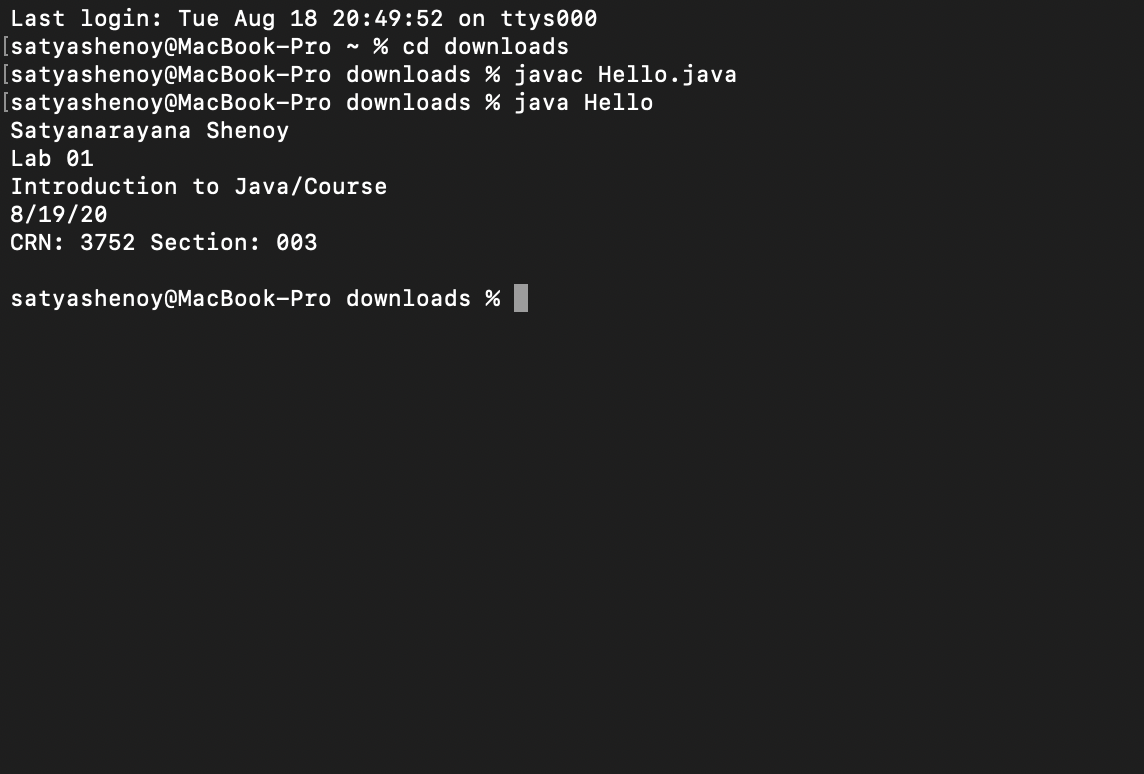 Last login: Tue Aug 18 20:49:52 on ttys000
[satyashenoy@MacBook-Pro ~ % cd downloads
[satyashenoy@MacBook-Pro downloads % javac Hello.java
[satyashenoy@MacBook-Pro downloads % java Hello
Satyanarayana Shenoy
Lab 01
Introduction to Java/Course
8/19/20
CRN: 3752 Section: 003
satyashenoy@MacBook-Pro downloads %